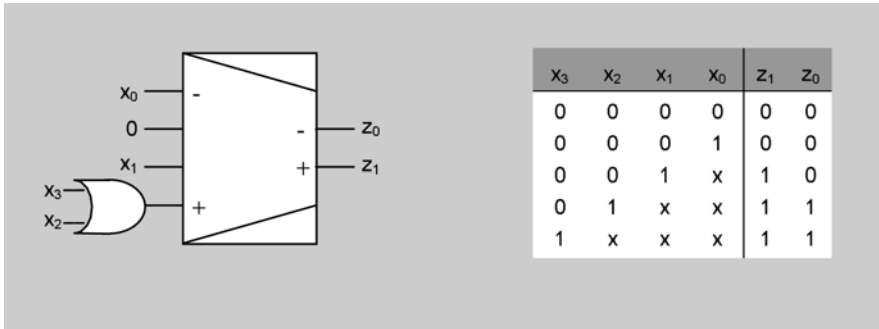 x₀
-
0
- z₀
x₁
+ z₁
x₃
+
x₂
x₃ x₂ x₁ x₀ z₁ z₀
0 0 0 0 0 0
0 0 0 1 0 0
0 0 1 x 1 0
0 1 x x 1 1
1 x x x 1 1